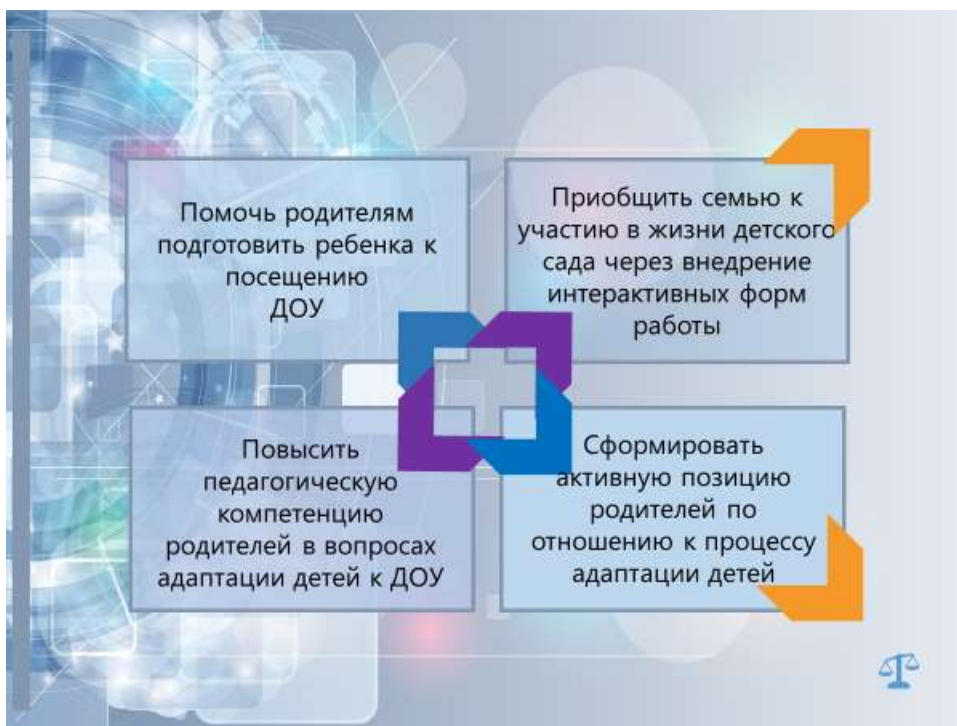 Помочь родителям
подготовить ребенка к
посещению
ДОУ
Приобщить семью к
участию в жизни детского
сада через внедрение
интерактивных форм
работы
Повысить
педагогическую
компетенцию
родителей в вопросах
адаптации детей к ДОУ
Сформировать
активную позицию
родителей по
отношению к процессу
адаптации детей